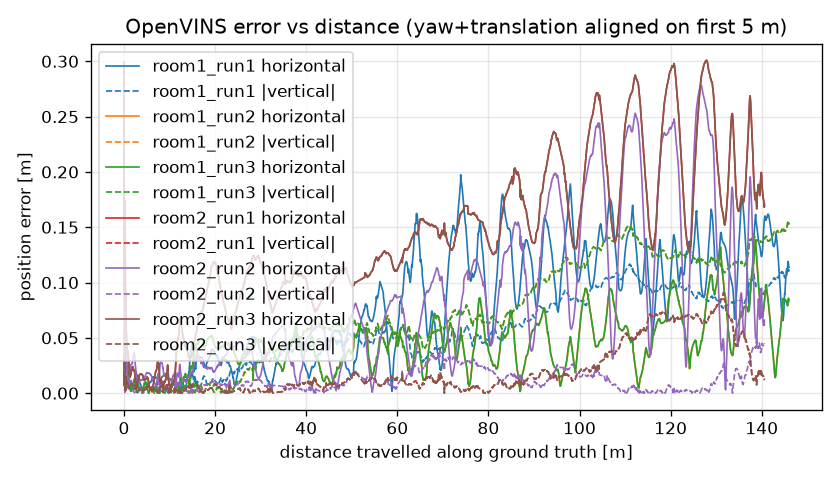 OpenVINS error vs distance (yaw+translation aligned on first 5 m)
room1_run1 horizontal
room1_run1 |vertical|
room1_run2 horizontal
room1_run2 |vertical|
room1_run3 horizontal
room1_run3 |vertical|
room2_run1 horizontal
room2_run1 |vertical|
room2_run2 horizontal
room2_run2 |vertical|
room2_run3 horizontal
room2_run3 |vertical|
position error [m]
0.30
0.25
0.20
0.15
0.10
0.05
0.00
0 20 40 60 80 100 120 140
distance travelled along ground truth [m]